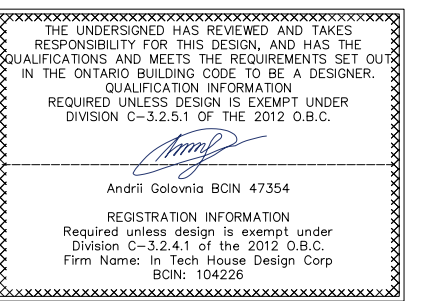 THE UNDERSIGNED HAS REVIEWED AND TAKES
RESPONSIBILITY FOR THIS DESIGN, AND HAS THE
QUALIFICATIONS AND MEETS THE REQUIREMENTS SET OUT
IN THE ONTARIO BUILDING CODE TO BE A DESIGNER.
QUALIFICATION INFORMATION
REQUIRED UNLESS DESIGN IS EXEMPT UNDER
DIVISION C-3.2.5.1 OF THE 2012 O.B.C.
Andrii Golovnia BCIN 47354
REGISTRATION INFORMATION
Required unless design is exempt under
Division C-3.2.4.1 of the 2012 O.B.C.
Firm Name: In Tech House Design Corp
BCIN: 104226